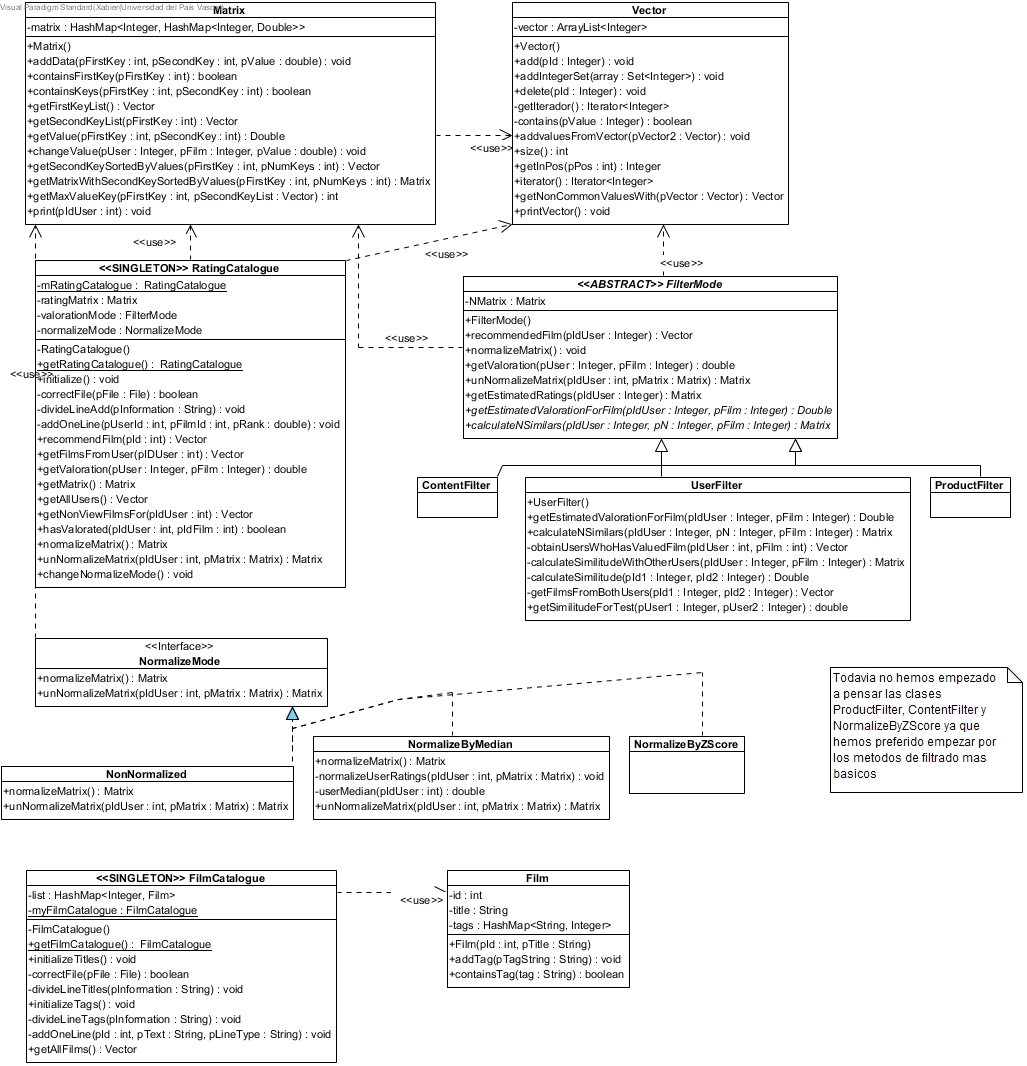 Visual Paradigm Standard(Xabier(Universidad del Pais Vasco
Matrix
-matrix : HashMap<Integer, HashMap<Integer, Double>>
+Matrix()
+addData(pFirstKey : int, pSecondKey : int, pValue : double) : void
+containsFirstKey(pFirstKey : int) : boolean
+containsKeys(pFirstKey : int, pSecondKey : int) : boolean
+getFirstKeyList() : Vector
+getSecondKeyList(pFirstKey : int) : Vector
+getValue(pFirstKey : int, pSecondKey : int) : Double
+changeValue(pUser : Integer, pFilm : Integer, pValue : double) : void
+getSecondKeySortedByValues(pFirstKey : int, pNumKeys : int) : Vector
+getMatrixWithSecondKeySortedByValues(pFirstKey : int, pNumKeys : int) : Matrix
+getMaxValueKey(pFirstKey : int, pSecondKeyList : Vector) : int
+print(pIdUser : int) : void
Vector
-vector : ArrayList<Integer>
+Vector()
+add(pId : Integer) : void
+addIntegerSet(array : Set<Integer>) : void
+delete(pId : Integer) : void
-getIterador() : Iterator<Integer>
-contains(pValue : Integer) : boolean
+addvaluesFromVector(pVector2 : Vector) : void
+size() : int
+getInPos(pPos : int) : Integer
+iterator() : Iterator<Integer>
+getNonCommonValuesWith(pVector : Vector) : Vector
+printVector() : void
<<use>>
<<use>>
<<use>>
<<use>>
<<use>>
<<use>>
<<SINGLETON>> RatingCatalogue
-mRatingCatalogue : RatingCatalogue
-ratingMatrix : Matrix
-valorationMode : FilterMode
-normalizeMode : NormalizeMode
-RatingCatalogue()
+getRatingCatalogue() : RatingCatalogue
+initialize() : void
-correctFile(pFile : File) : boolean
-divideLineAdd(pInformation : String) : void
-addOneLine(pUserId : int, pFilmId : int, pRank : double) : void
+recommendFilm(pId : int) : Vector
+getFilmsFromUser(pIDUser : int) : Vector
+getValoration(pUser : Integer, pFilm : Integer) : double
+getMatrix() : Matrix
+getAllUsers() : Vector
+getNonViewFilmsFor(pIdUser : int) : Vector
+hasValorated(pIdUser : int, pIdFilm : int) : boolean
+normalizeMatrix() : Matrix
+unNormalizeMatrix(pIdUser : int, pMatrix : Matrix) : Matrix
+changeNormalizeMode() : void
<<ABSTRACT>> FilterMode
-NMatrix : Matrix
+FilterMode()
+recommendedFilm(pIdUser : Integer) : Vector
+normalizeMatrix() : void
+getValoration(pUser : Integer, pFilm : Integer) : double
+unNormalizeMatrix(pIdUser : int, pMatrix : Matrix) : Matrix
+getEstimatedRatings(pIdUser : Integer) : Matrix
+getEstimatedValorationForFilm(pIdUser : Integer, pFilm : Integer) : Double
+calculateNSimilars(pIdUser : Integer, pN : Integer, pFilm : Integer) : Matrix
ContentFilter
UserFilter
+UserFilter()
+getEstimatedValorationForFilm(pIdUser : Integer, pFilm : Integer) : Double
+calculateNSimilars(pIdUser : Integer, pN : Integer, pFilm : Integer) : Matrix
-obtainUsersWhoHasValuedFilm(pIdUser : int, pFilm : int) : Vector
-calculateSimilitudeWithOtherUsers(pIdUser : Integer, pFilm : Integer) : Matrix
-calculateSimilitude(pId1 : Integer, pId2 : Integer) : Double
-getFilmsFromBothUsers(pId1 : Integer, pId2 : Integer) : Vector
+getSimilitudeForTest(pUser1 : Integer, pUser2 : Integer) : double
ProductFilter
<<Interface>>
NormalizeMode
+normalizeMatrix() : Matrix
+unNormalizeMatrix(pIdUser : int, pMatrix : Matrix) : Matrix
Todavia no hemos empezado
a pensar las clases
ProductFilter, ContentFilter y
NormalizeByZScore ya que
hemos preferido empezar por
los metodos de filtrado mas
basicos
NonNormalized
+normalizeMatrix() : Matrix
+unNormalizeMatrix(pIdUser : int, pMatrix : Matrix) : Matrix
NormalizeByMedian
+normalizeMatrix() : Matrix
-normalizeUserRatings(pIdUser : int, pMatrix : Matrix) : void
-userMedian(pIdUser : int) : double
+unNormalizeMatrix(pIdUser : int, pMatrix : Matrix) : Matrix
NormalizeByZScore
<<SINGLETON>> FilmCatalogue
-list : HashMap<Integer, Film>
-myFilmCatalogue : FilmCatalogue
-FilmCatalogue()
+getFilmCatalogue() : FilmCatalogue
+initializeTitles() : void
-correctFile(pFile : File) : boolean
-divideLineTitles(pInformation : String) : void
+initializeTags() : void
-divideLineTags(pInformation : String) : void
-addOneLine(pId : int, pText : String, pLineType : String) : void
+getAllFilms() : Vector
<<use>>
Film
-id : int
-title : String
-tags : HashMap<String, Integer>
+Film(pId : int, pTitle : String)
+addTag(pTagString : String) : void
+containsTag(tag : String) : boolean